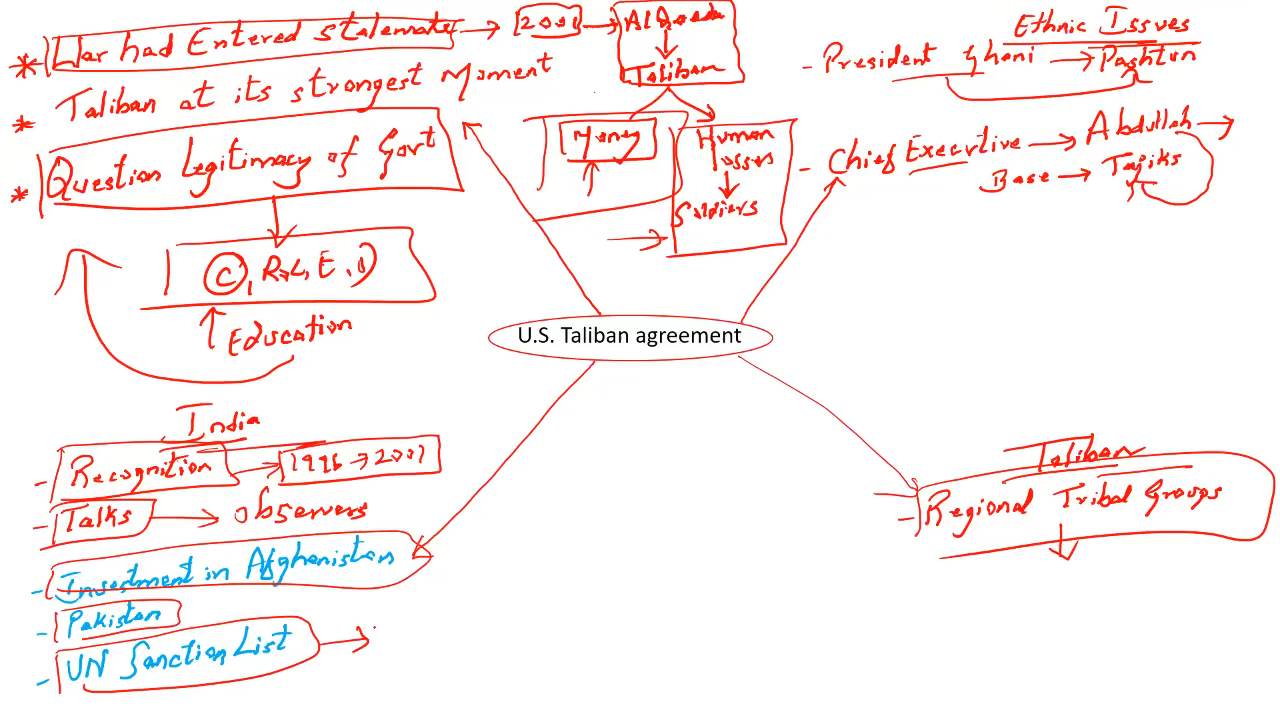 * War had Entered stalemate → 2001 → Al Qaeda
Taliban
* Taliban at its strongest Moment
* Question Legitimacy of Govt
C, R, L, E, D
Education
Money
Human
Losses
Soldiers
Ethnic Issues
- President Ghani → Pashtun
- Chief Executive → Abdullah →
Base → Tajiks
U.S. Taliban agreement
India
- Recognition → 1996 → 2001
- Talks → observers
- Investment in Afghanistan
- Pakistan
- UN Sanction List →
Taliban
- Regional Tribal Groups